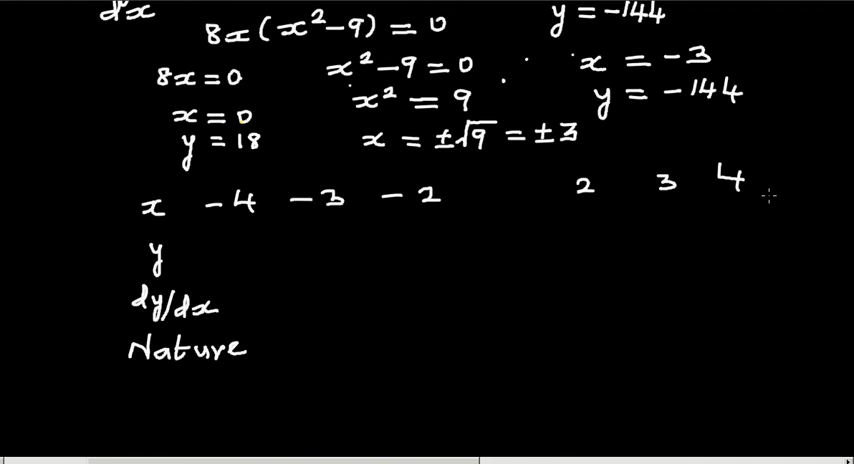 dx
8x(x²-9) = 0 y = -144
8x = 0 x² - 9 = 0 x = -3
x² = 9 y = -144
x = 0
y = 18 x = ±√9 = ±3
x -4 -3 -2 2 3 4
y
dy/dx
Nature